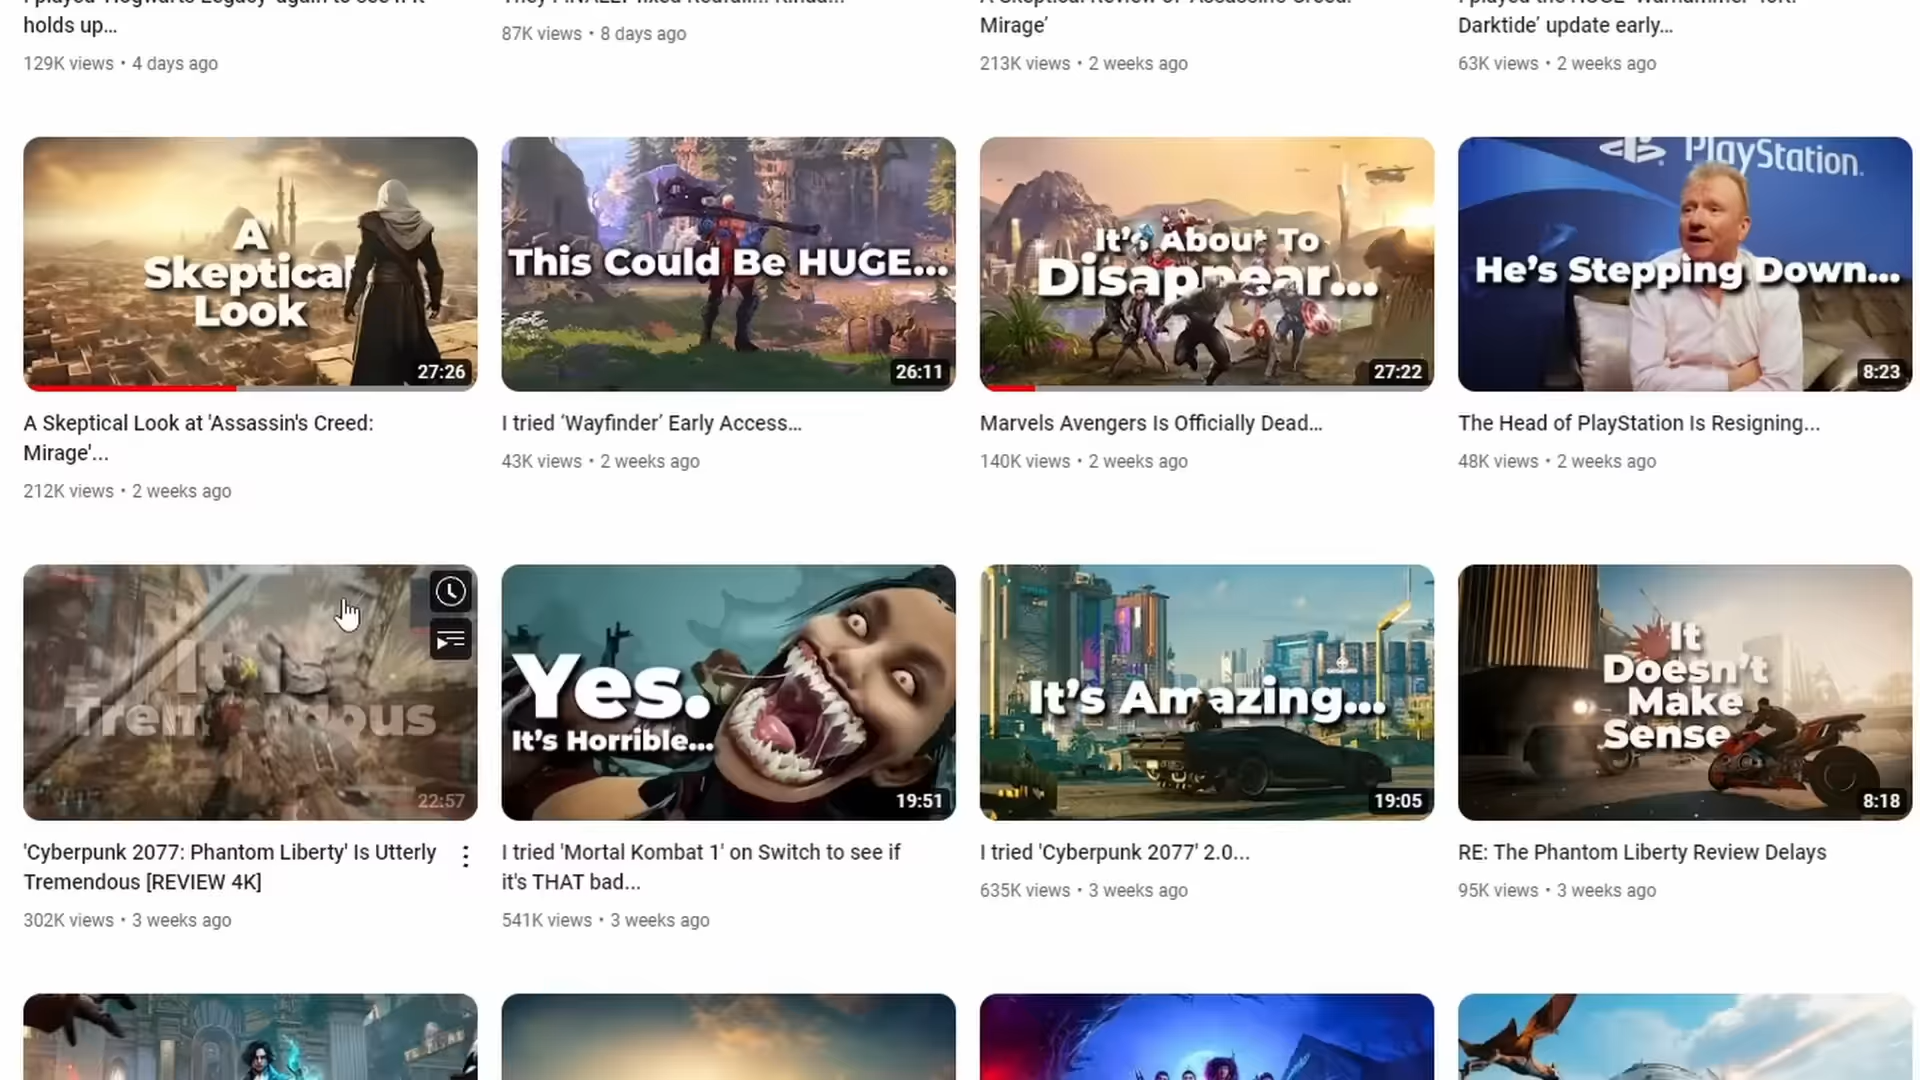 holds up...
87K views • 8 days ago
Mirage’
Darktide’ update early...
129K views • 4 days ago
213K views • 2 weeks ago
63K views • 2 weeks ago
A
Skeptical
Look
27:26
This Could Be HUGE...
26:11
It’s About To
Disappear...
27:22
PlayStation.
He’s Stepping Down...
8:23
A Skeptical Look at 'Assassin's Creed:
Mirage'...
212K views • 2 weeks ago
I tried ‘Wayfinder’ Early Access...
43K views • 2 weeks ago
Marvels Avengers Is Officially Dead...
140K views • 2 weeks ago
The Head of PlayStation Is Resigning...
48K views • 2 weeks ago
It Is
Tremendous
22:57
Yes.
It’s Horrible...
19:51
It’s Amazing...
19:05
It
Doesn’t
Make
Sense
8:18
'Cyberpunk 2077: Phantom Liberty' Is Utterly
Tremendous [REVIEW 4K]
302K views • 3 weeks ago
I tried 'Mortal Kombat 1' on Switch to see if
it's THAT bad...
541K views • 3 weeks ago
I tried 'Cyberpunk 2077' 2.0...
635K views • 3 weeks ago
RE: The Phantom Liberty Review Delays
95K views • 3 weeks ago